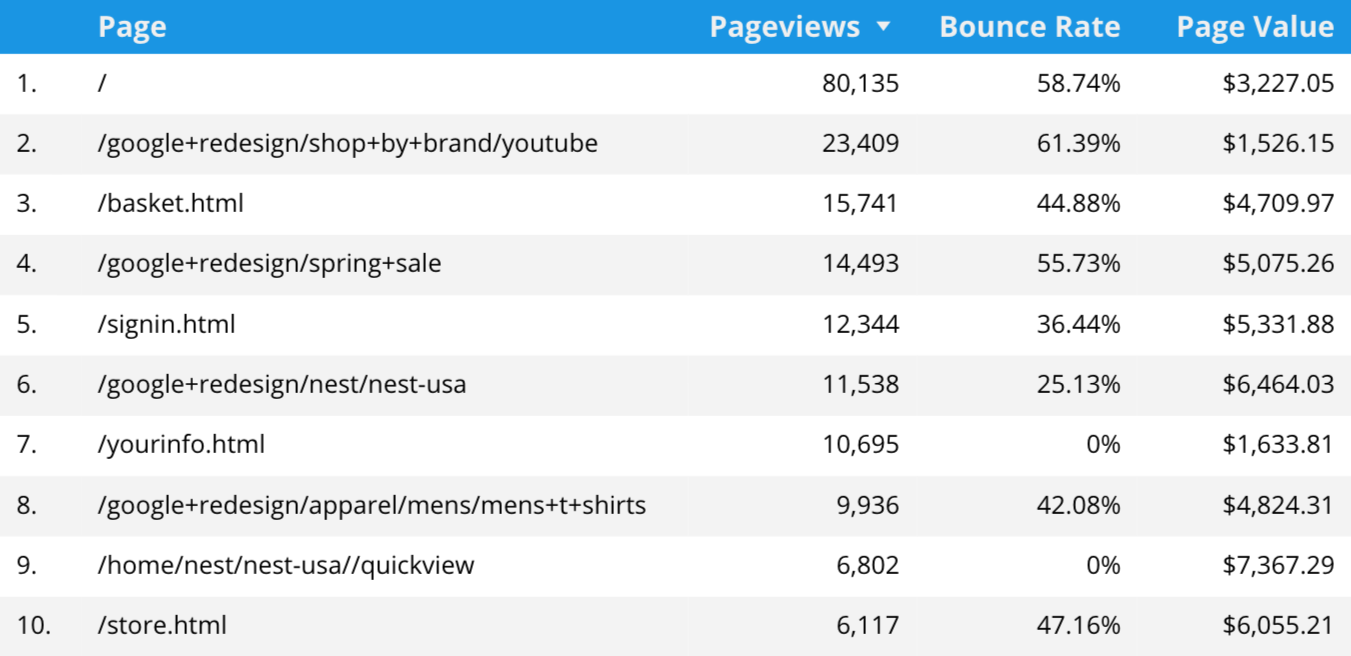 Page Pageviews ▼ Bounce Rate Page Value
1. / 80,135 58.74% $3,227.05
2. /google+redesign/shop+by+brand/youtube 23,409 61.39% $1,526.15
3. /basket.html 15,741 44.88% $4,709.97
4. /google+redesign/spring+sale 14,493 55.73% $5,075.26
5. /signin.html 12,344 36.44% $5,331.88
6. /google+redesign/nest/nest-usa 11,538 25.13% $6,464.03
7. /yourinfo.html 10,695 0% $1,633.81
8. /google+redesign/apparel/mens/mens+t+shirts 9,936 42.08% $4,824.31
9. /home/nest/nest-usa//quickview 6,802 0% $7,367.29
10. /store.html 6,117 47.16% $6,055.21